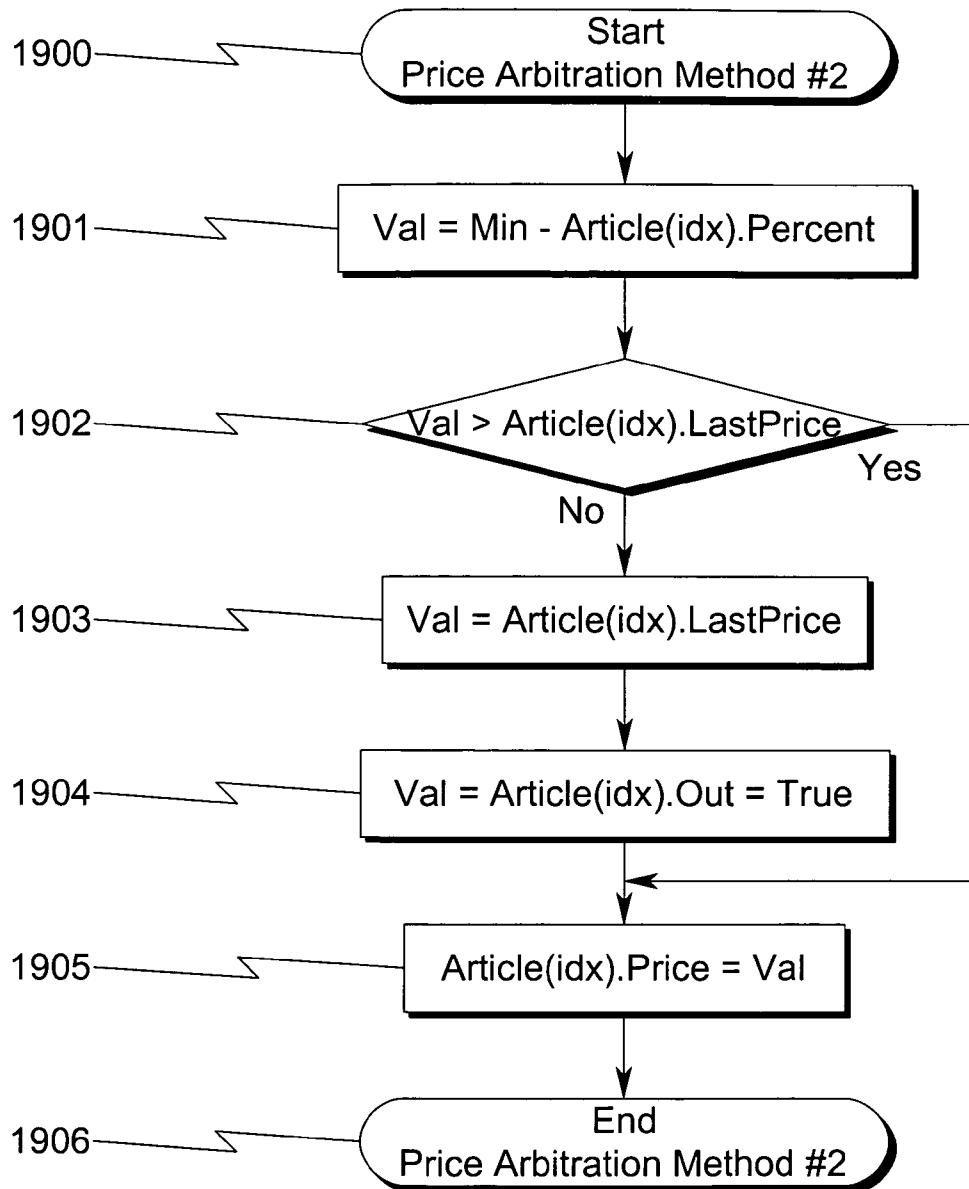 1900
Start
Price Arbitration Method #2
1901
Val = Min - Article(idx).Percent
1902
Val > Article(idx).LastPrice
Yes
No
1903
Val = Article(idx).LastPrice
1904
Val = Article(idx).Out = True
1905
Article(idx).Price = Val
1906
End
Price Arbitration Method #2